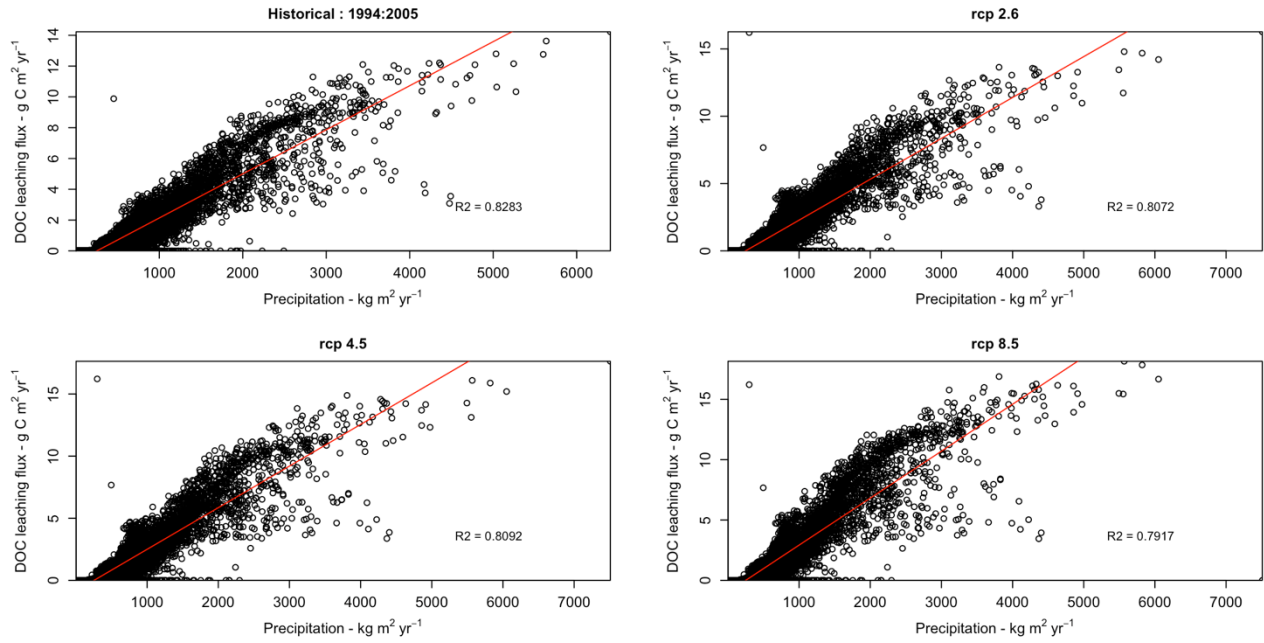 Historical : 1994:2005
DOC leaching flux - g C m² yr⁻¹
14
12
10
8
6
4
2
0
R2 = 0.8283
1000 2000 3000 4000 5000 6000
Precipitation - kg m² yr⁻¹
rcp 2.6
DOC leaching flux - g C m² yr⁻¹
15
10
5
0
R2 = 0.8072
1000 2000 3000 4000 5000 6000 7000
Precipitation - kg m² yr⁻¹
rcp 4.5
DOC leaching flux - g C m² yr⁻¹
15
10
5
0
R2 = 0.8092
1000 2000 3000 4000 5000 6000 7000
Precipitation - kg m² yr⁻¹
rcp 8.5
DOC leaching flux - g C m² yr⁻¹
15
10
5
0
R2 = 0.7917
1000 2000 3000 4000 5000 6000 7000
Precipitation - kg m² yr⁻¹